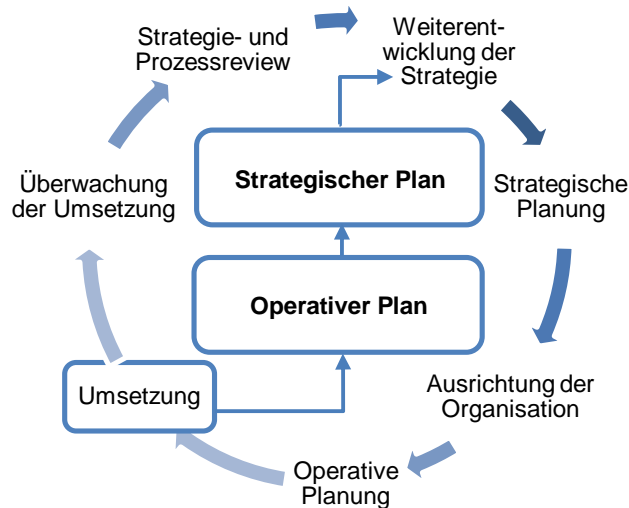 Strategie- und
Prozessreview
Weiterent-
wicklung der
Strategie
Strategischer Plan
Strategische
Planung
Überwachung
der Umsetzung
Operativer Plan
Umsetzung
Ausrichtung der
Organisation
Operative
Planung